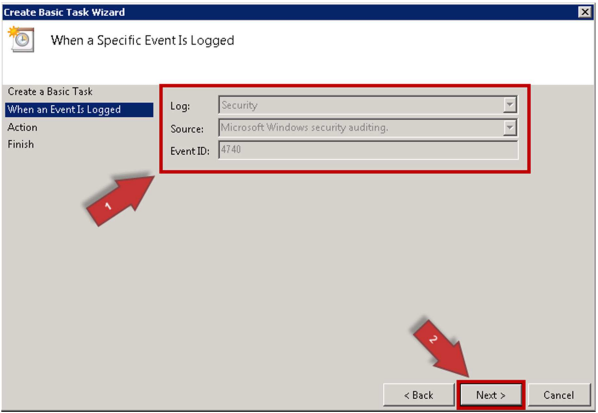 Create Basic Task Wizard
When a Specific Event Is Logged
Create a Basic Task
When an Event Is Logged
Action
Finish
Log: Security
Source: Microsoft Windows security auditing.
Event ID: 4740
1
2
< Back Next > Cancel